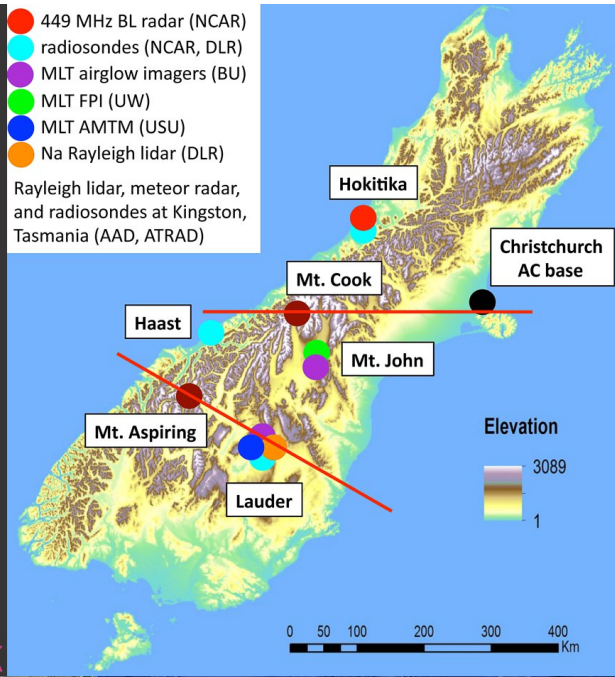 449 MHz BL radar (NCAR)
radiosondes (NCAR, DLR)
MLT airglow imagers (BU)
MLT FPI (UW)
MLT AMTM (USU)
Na Rayleigh lidar (DLR)
Rayleigh lidar, meteor radar,
and radiosondes at Kingston,
Tasmania (AAD, ATRAD)
Hokitika
Christchurch
AC base
Mt. Cook
Haast
Mt. John
Mt. Aspiring
Lauder
Elevation
3089
1
0 50 100 200 300 400
Km